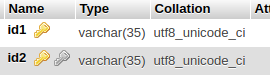 Name Type Collation Att
id1 varchar(35) utf8_unicode_ci
id2 varchar(35) utf8_unicode_ci